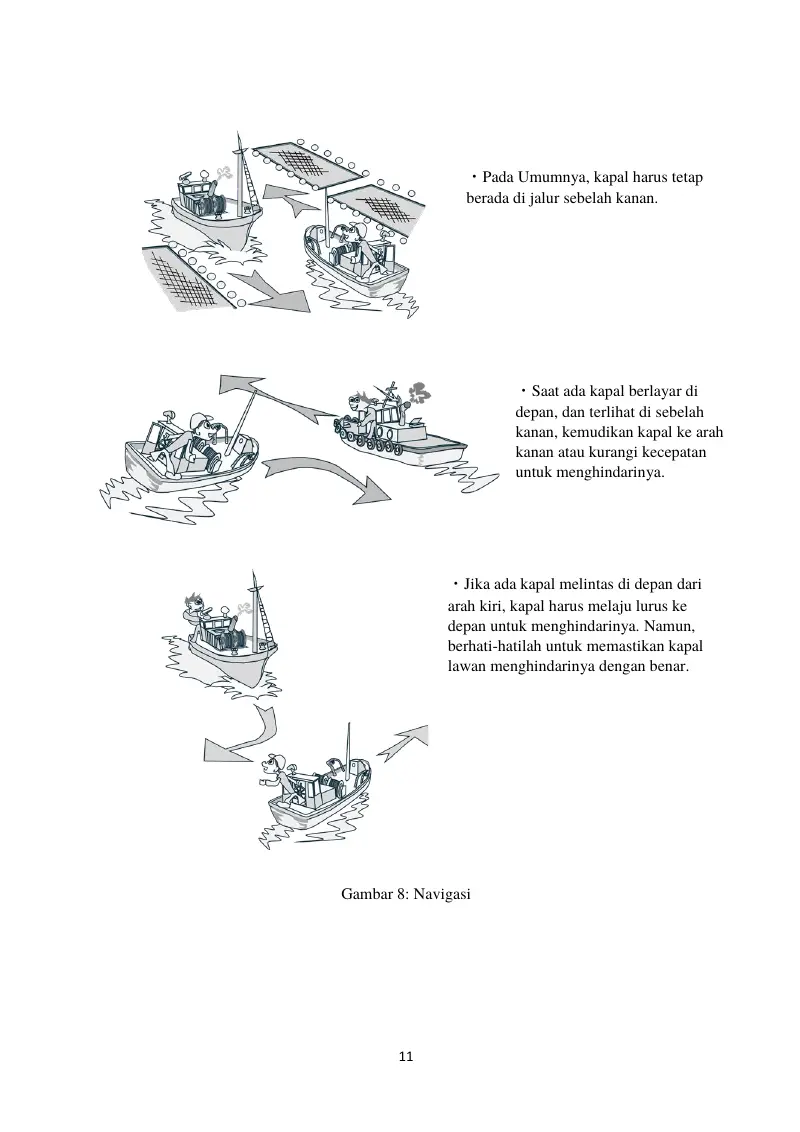 ・Pada Umumnya, kapal harus tetap
berada di jalur sebelah kanan.
・Saat ada kapal berlayar di
depan, dan terlihat di sebelah
kanan, kemudikan kapal ke arah
kanan atau kurangi kecepatan
untuk menghindarinya.
・Jika ada kapal melintas di depan dari
arah kiri, kapal harus melaju lurus ke
depan untuk menghindarinya. Namun,
berhati-hatilah untuk memastikan kapal
lawan menghindarinya dengan benar.
Gambar 8: Navigasi
11